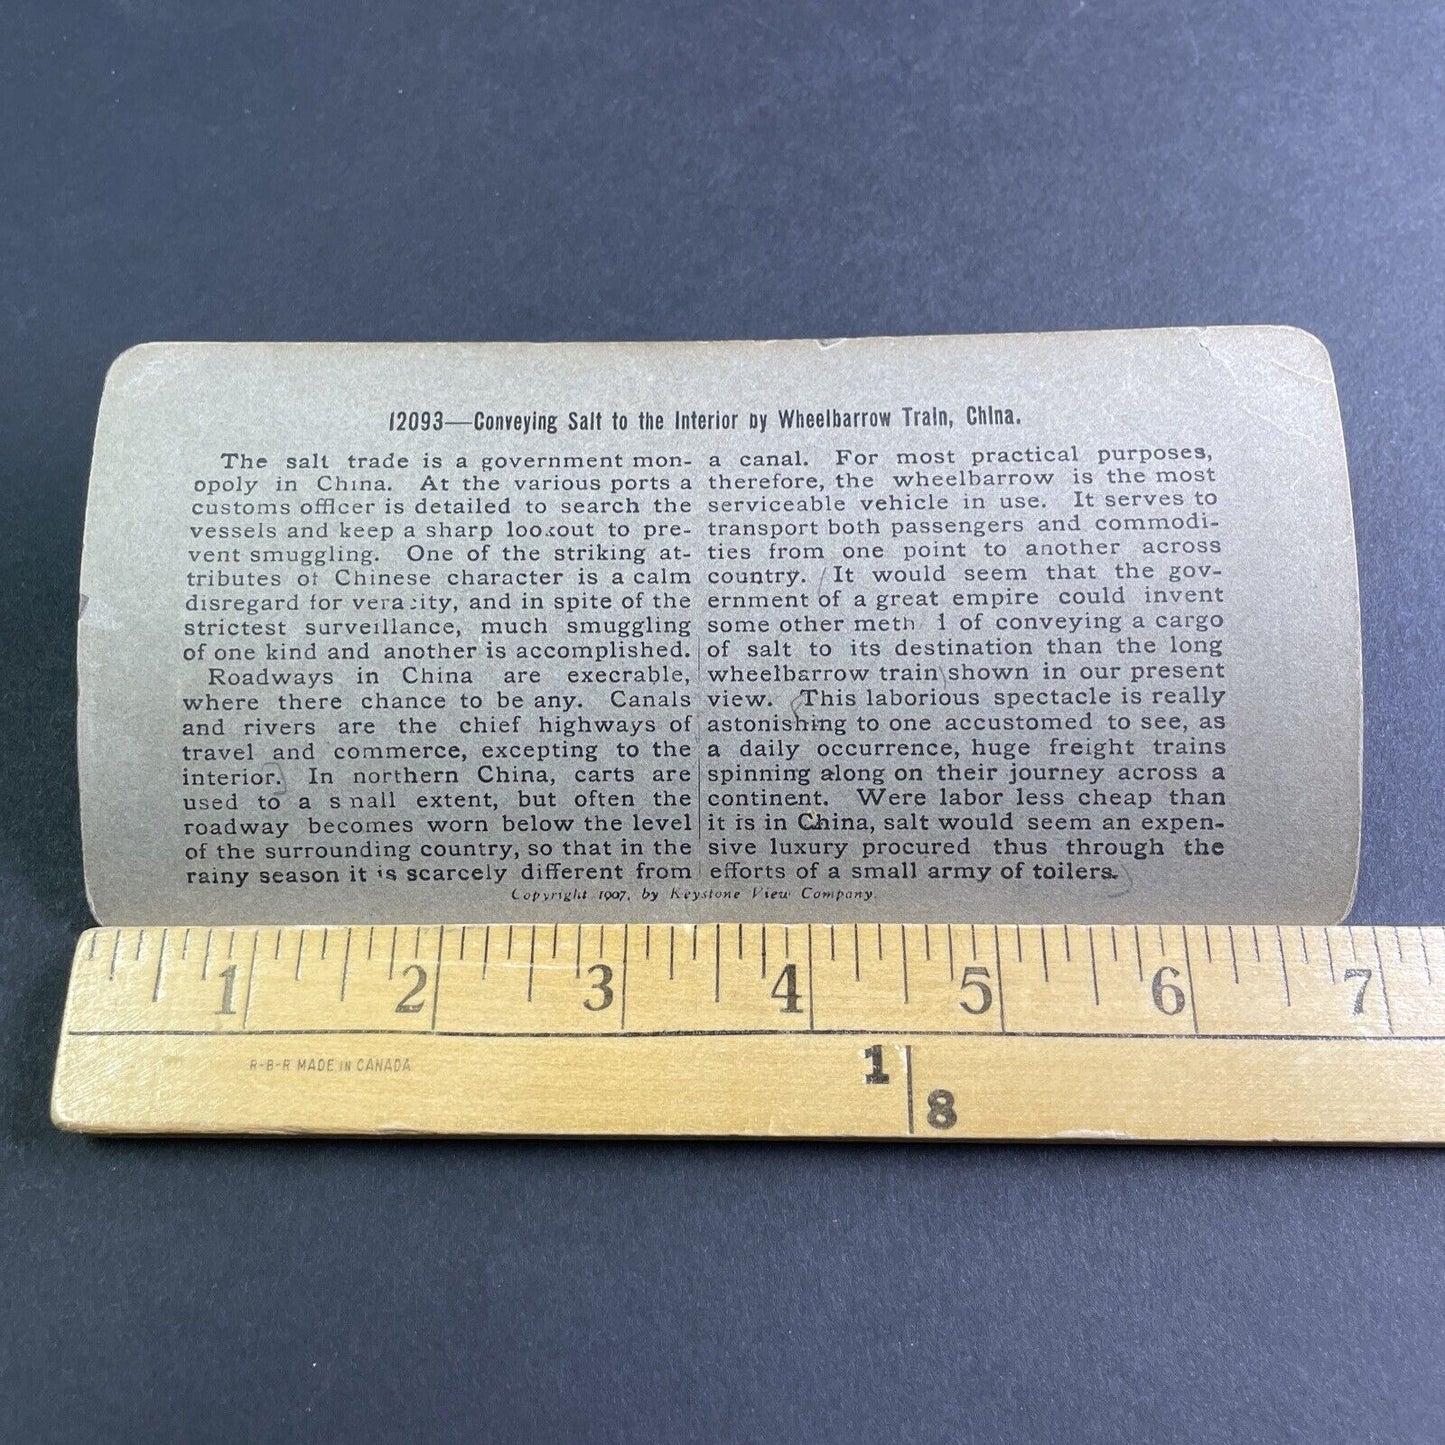 12093—Conveying Salt to the Interior by Wheelbarrow Train, China.
The salt trade is a government mon-
opoly in China. At the various ports a
customs officer is detailed to search the
vessels and keep a sharp lookout to pre-
vent smuggling. One of the striking at-
tributes of Chinese character is a calm
disregard for veracity, and in spite of the
strictest surveillance, much smuggling
of one kind and another is accomplished.
Roadways in China are execrable,
where there chance to be any. Canals
and rivers are the chief highways of
travel and commerce, excepting to the
interior. In northern China, carts are
used to a small extent, but often the
roadway becomes worn below the level
of the surrounding country, so that in the
rainy season it is scarcely different from
a canal. For most practical purposes,
therefore, the wheelbarrow is the most
serviceable vehicle in use. It serves to
transport both passengers and commodi-
ties from one point to another across
country. It would seem that the gov-
ernment of a great empire could invent
some other method of conveying a cargo
of salt to its destination than the long
wheelbarrow train shown in our present
view. This laborious spectacle is really
astonishing to one accustomed to see, as
a daily occurrence, huge freight trains
spinning along on their journey across a
continent. Were labor less cheap than
it is in China, salt would seem an expen-
sive luxury procured thus through the
efforts of a small army of toilers.
Copyright 1907, by Keystone View Company.
1 2 3 4 5 6 7
R-B-R MADE IN CANADA
1 8